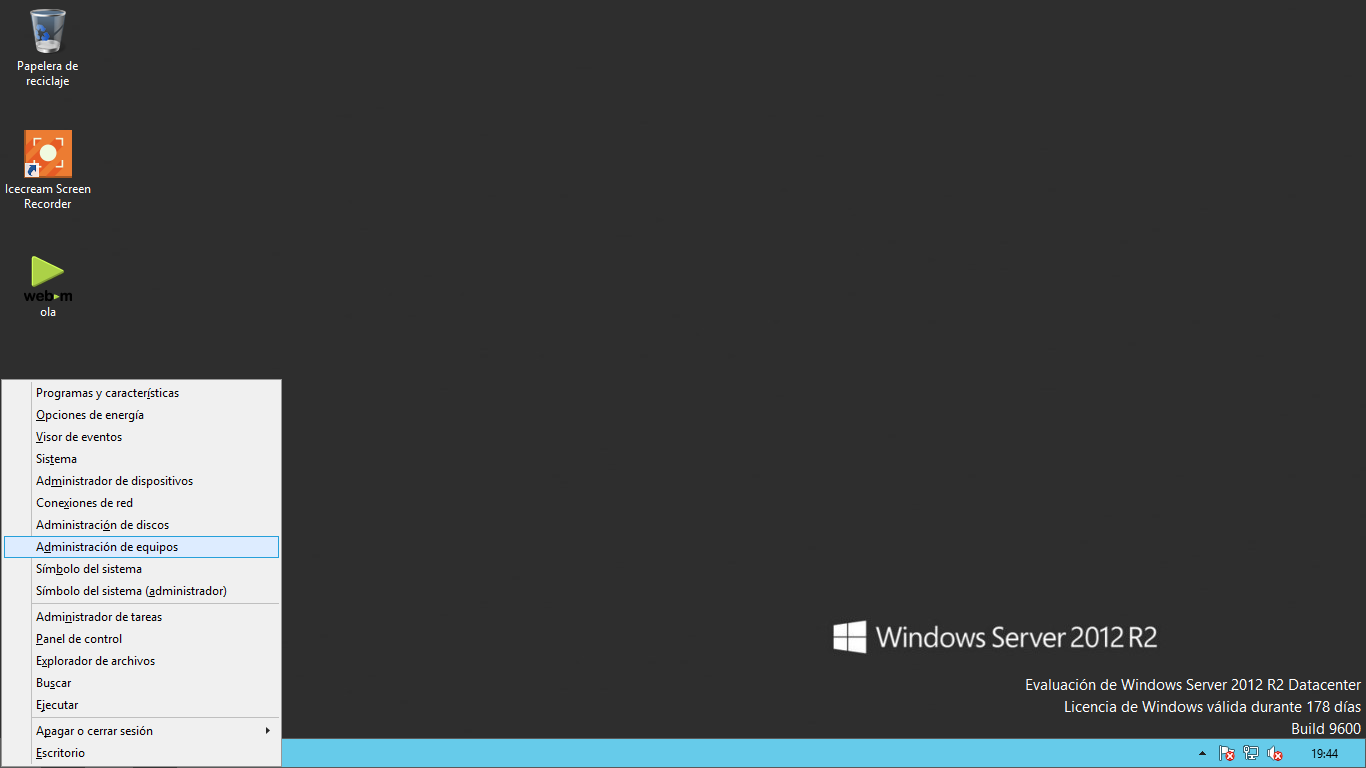 Papelera de
reciclaje
Icecream Screen
Recorder
web m
ola
Programas y características
Opciones de energía
Visor de eventos
Sistema
Administrador de dispositivos
Conexiones de red
Administración de discos
Administración de equipos
Símbolo del sistema
Símbolo del sistema (administrador)
Administrador de tareas
Panel de control
Explorador de archivos
Buscar
Ejecutar
Apagar o cerrar sesión
Escritorio
Windows Server 2012 R2
Evaluación de Windows Server 2012 R2 Datacenter
Licencia de Windows válida durante 178 días
Build 9600
19:44